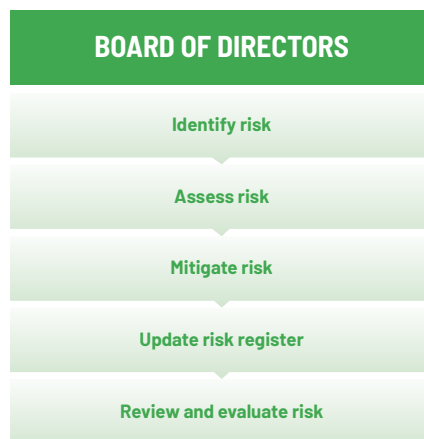 BOARD OF DIRECTORS
Identify risk
Assess risk
Mitigate risk
Update risk register
Review and evaluate risk